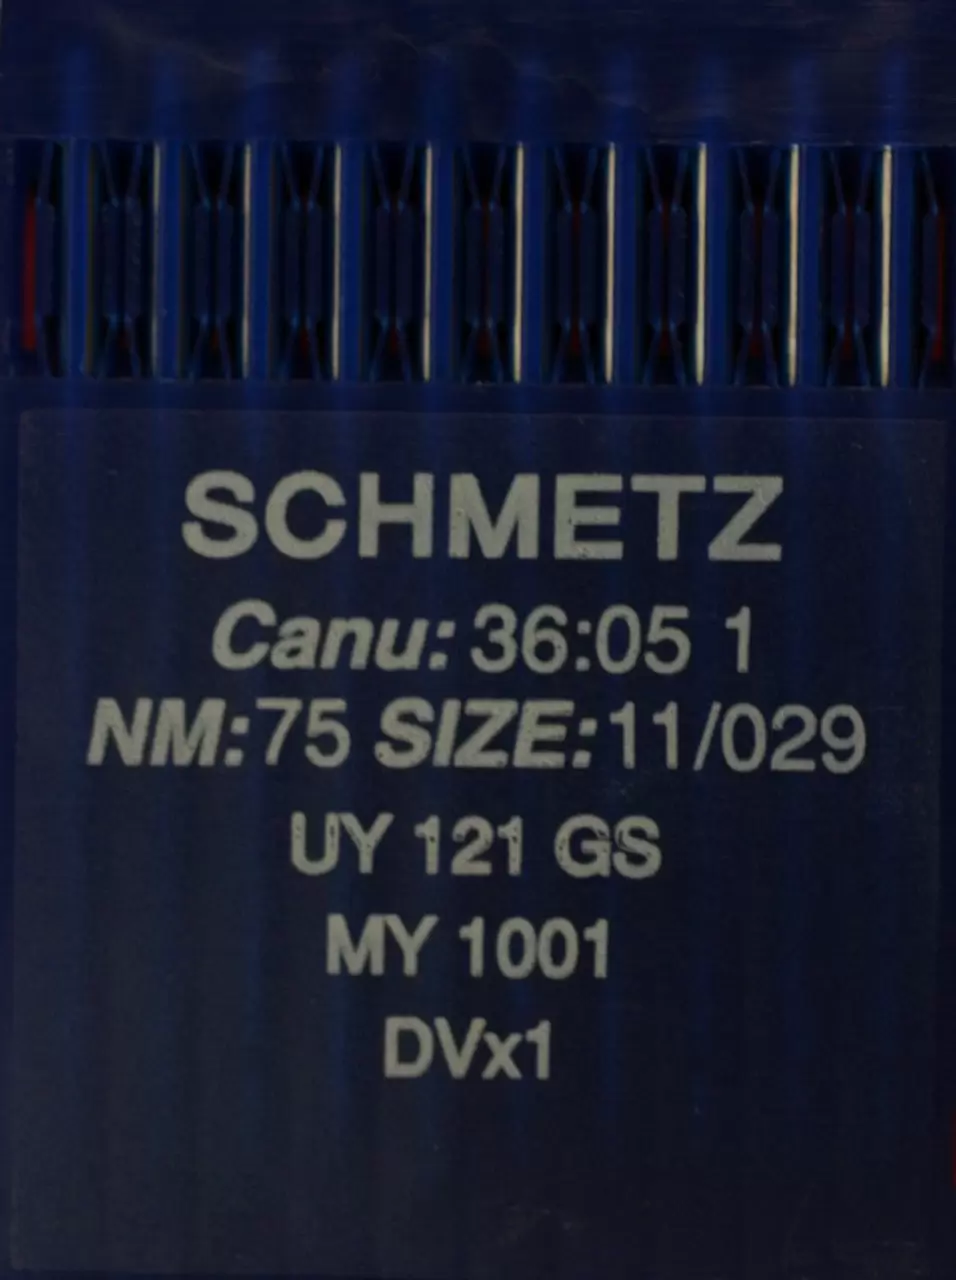 SCHMETZ
Canu: 36:05 1
NM:75 SIZE:11/029
UY 121 GS
MY 1001
DVx1